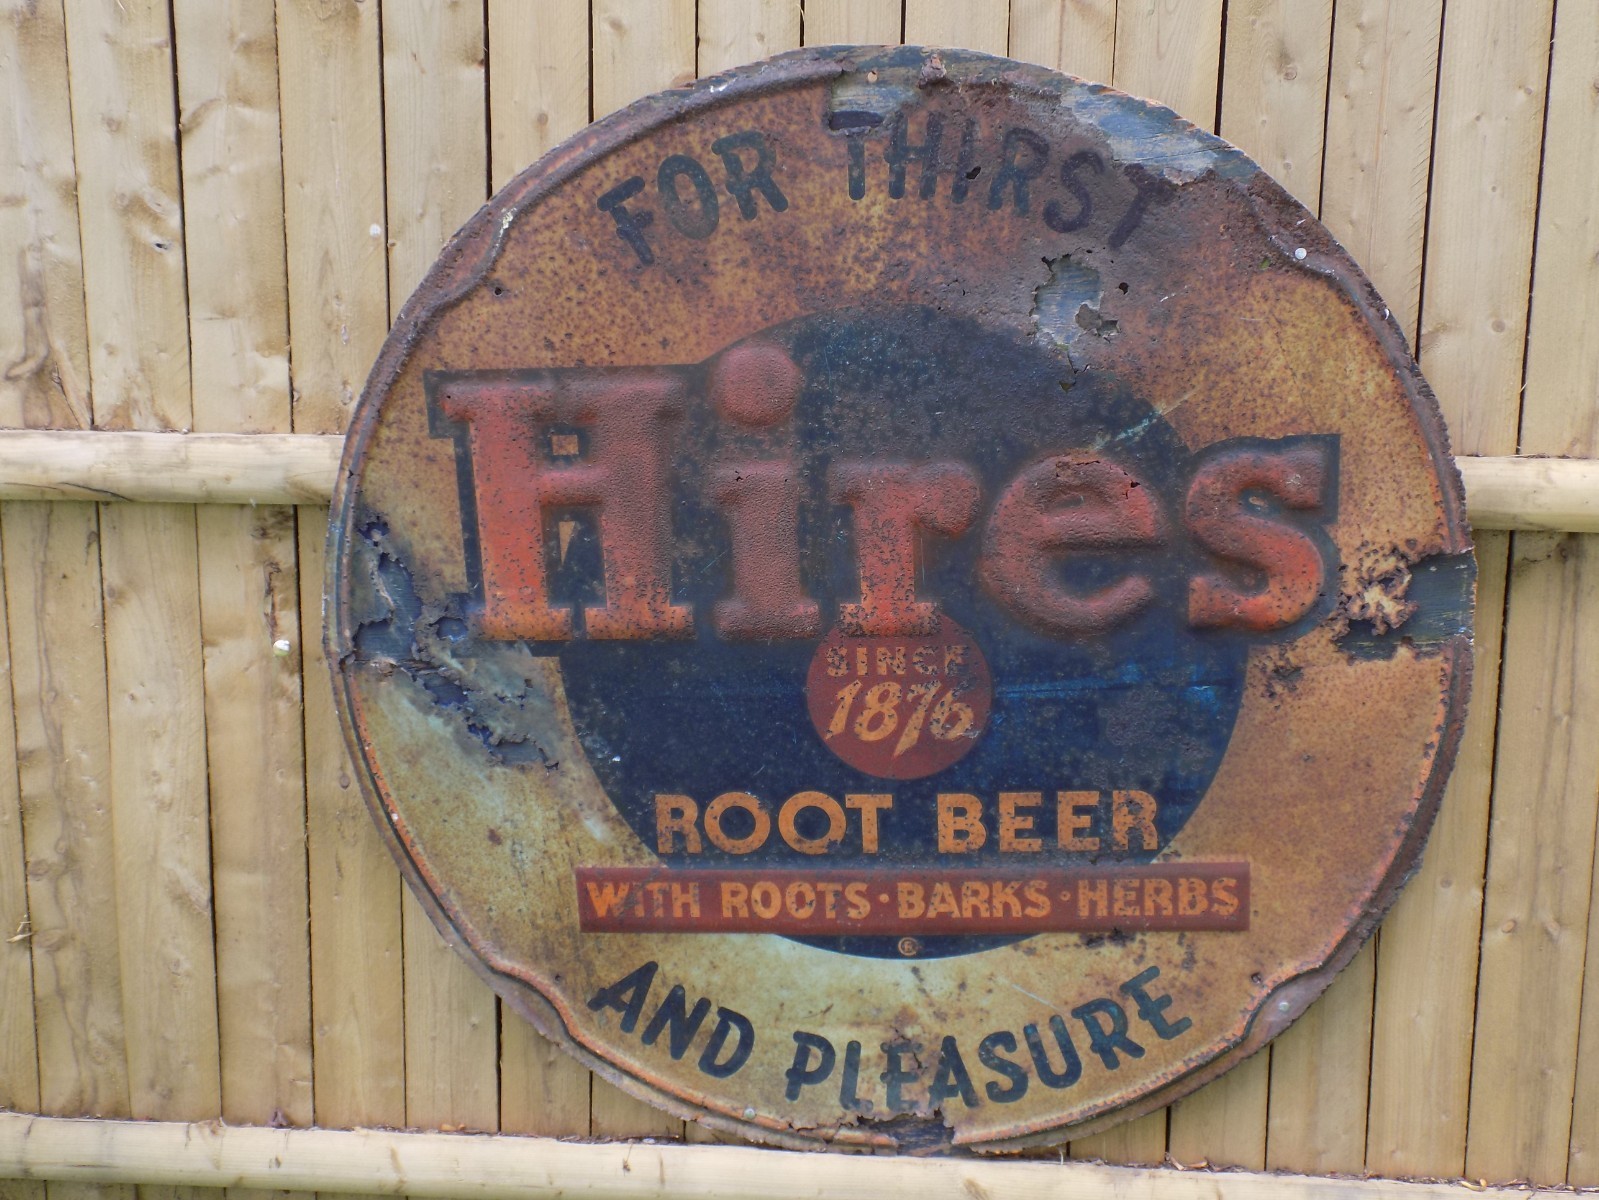 FOR THIRST
Hires
SINCE
1876
ROOT BEER
WITH ROOTS · BARKS · HERBS
®
AND PLEASURE